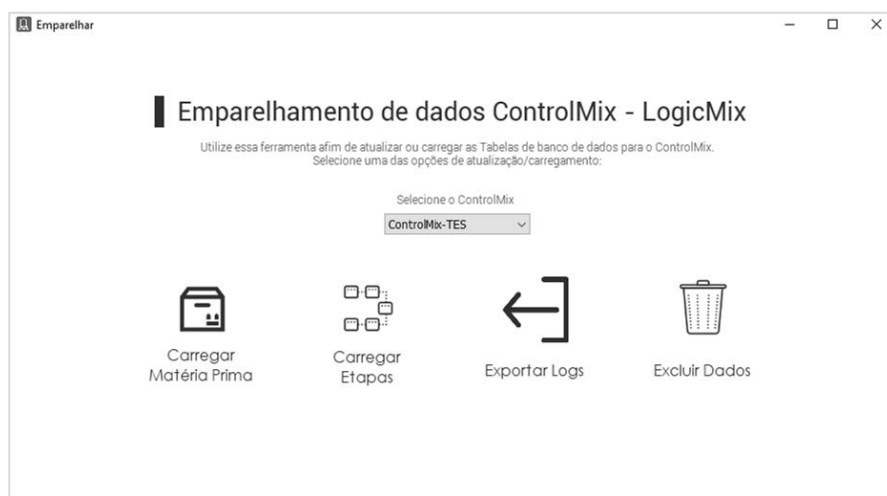 Emparelhar
Emparelhamento de dados ControlMix - LogicMix
Utilize essa ferramenta afim de atualizar ou carregar as Tabelas de banco de dados para o ControlMix.
Selecione uma das opções de atualização/carregamento:
Selecione o ControlMix
ControlMix-TES
Carregar
Matéria Prima
Carregar
Etapas
Exportar Logs
Excluir Dados